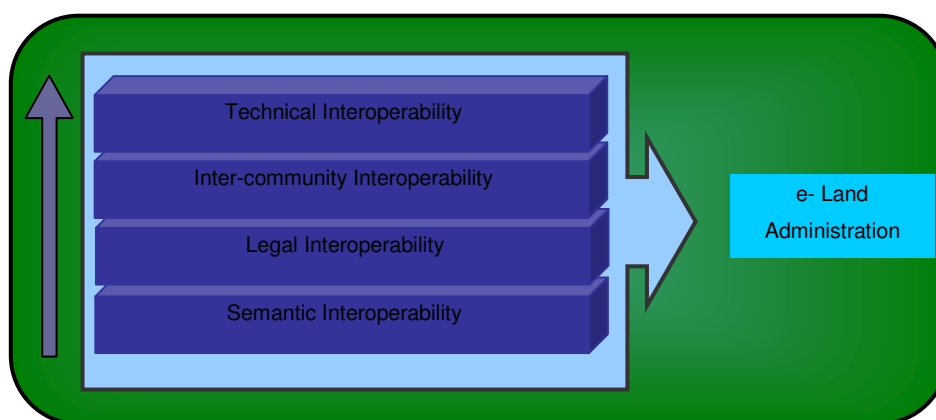 Technical Interoperability
Inter-community Interoperability
Legal Interoperability
Semantic Interoperability
e- Land
Administration